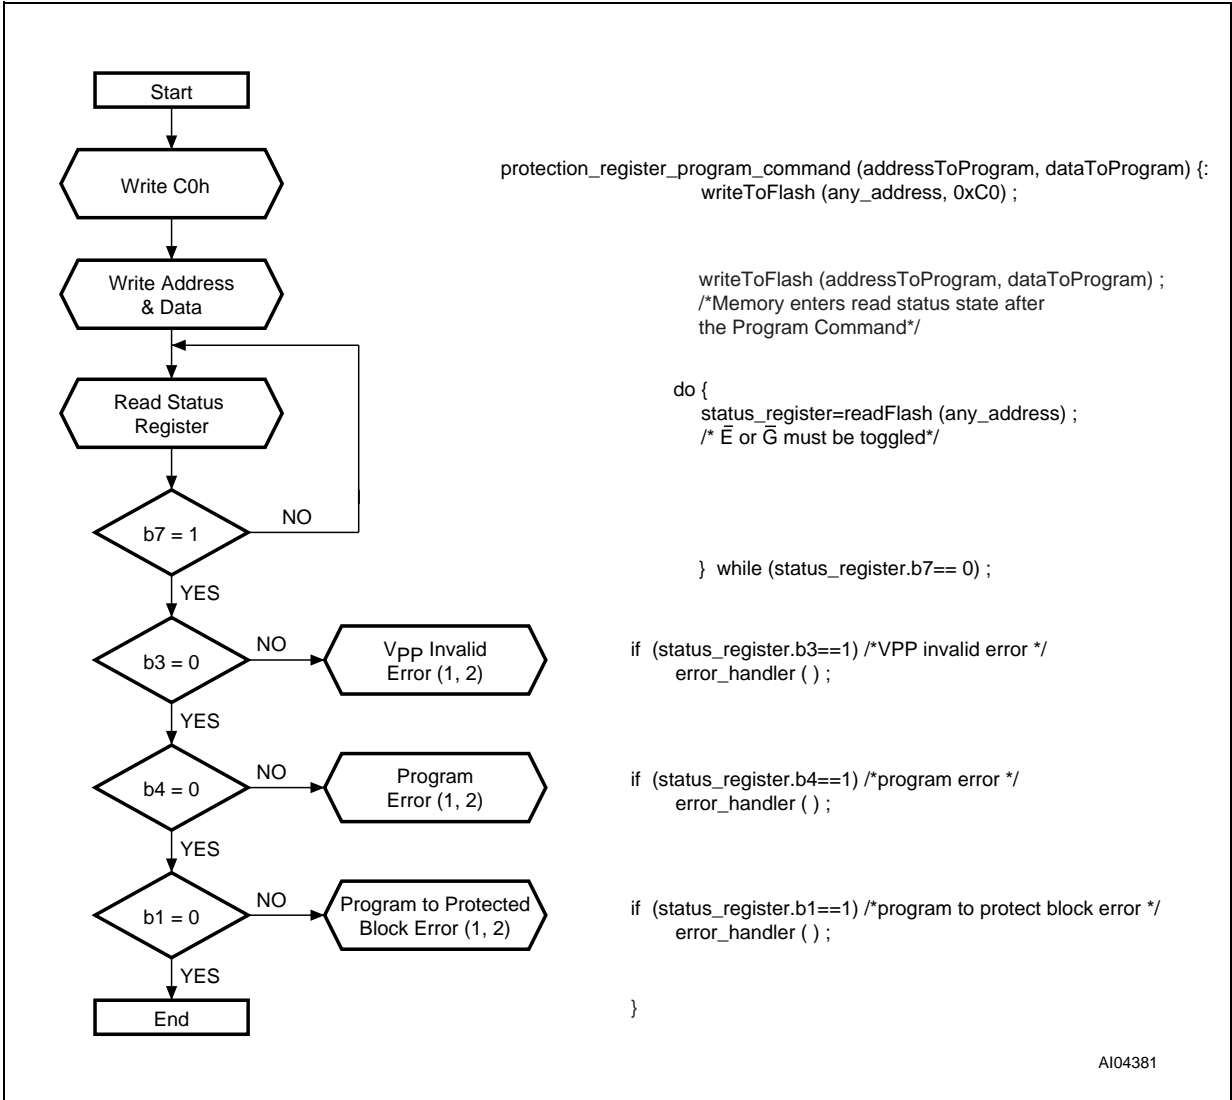 Start
Write C0h
protection_register_program_command (addressToProgram, dataToProgram) {:
writeToFlash (any_address, 0xC0) ;
Write Address
& Data
writeToFlash (addressToProgram, dataToProgram) ;
/*Memory enters read status state after
the Program Command*/
Read Status
Register
do {
status_register=readFlash (any_address) ;
/* E̅ or G̅ must be toggled*/
b7 = 1
NO
} while (status_register.b7== 0) ;
YES
b3 = 0
NO
VPP Invalid
Error (1, 2)
if (status_register.b3==1) /*VPP invalid error */
error_handler ( ) ;
YES
b4 = 0
NO
Program
Error (1, 2)
if (status_register.b4==1) /*program error */
error_handler ( ) ;
YES
b1 = 0
NO
Program to Protected
Block Error (1, 2)
if (status_register.b1==1) /*program to protect block error */
error_handler ( ) ;
YES
End
}
AI04381